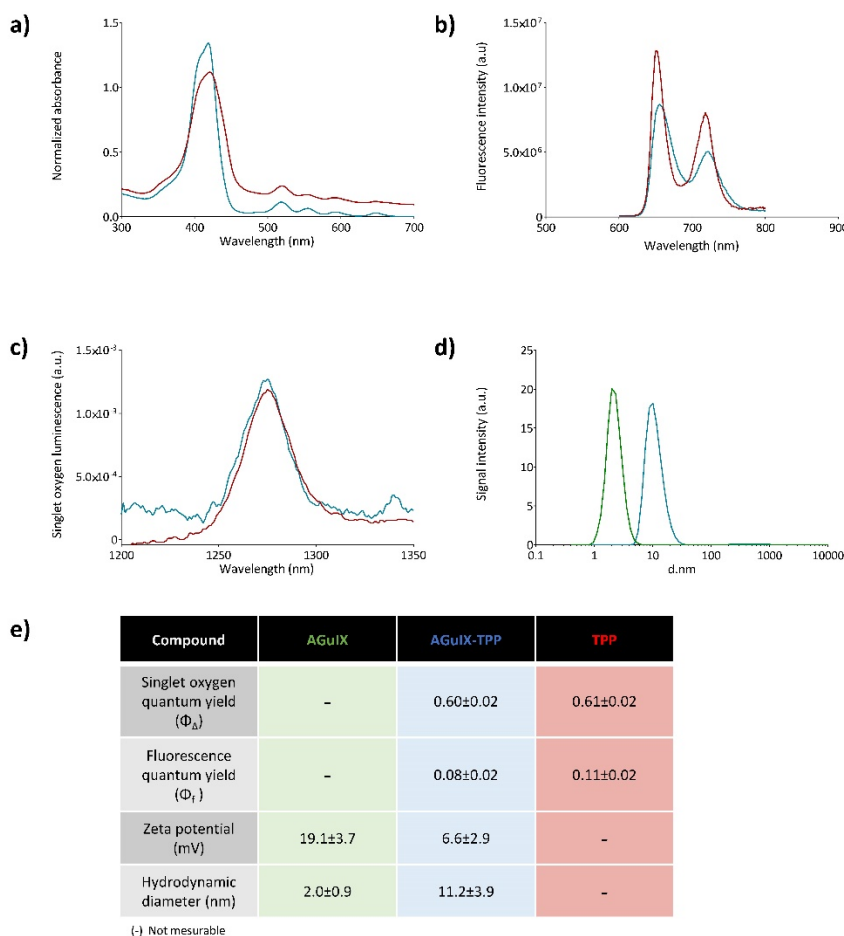 a)
1.5
1.0
0.5
0.0
300
400
500
600
700
Normalized absorbance
Wavelength (nm)
b)
1.5x10⁷
1.0x10⁷
5.0x10⁶
0
500
600
700
800
900
Fluorescence intensity (a.u)
Wavelength (nm)
c)
1.5x10⁻³
1.0x10⁻³
5.0x10⁻⁴
0
1200
1250
1300
1350
Singlet oxygen luminescence (a.u.)
Wavelength (nm)
d)
25
20
15
10
5
0
0.1
1
10
100
1000
10000
Signal intensity (a.u.)
d.nm
e)
Compound AGuIX AGuIX-TPP TPP
Singlet oxygen
quantum yield
(Φ_Δ)
– 0.60±0.02 0.61±0.02
Fluorescence
quantum yield
(Φ_f )
– 0.08±0.02 0.11±0.02
Zeta potential
(mV)
19.1±3.7 6.6±2.9 –
Hydrodynamic
diameter (nm)
2.0±0.9 11.2±3.9 –
(-) Not mesurable